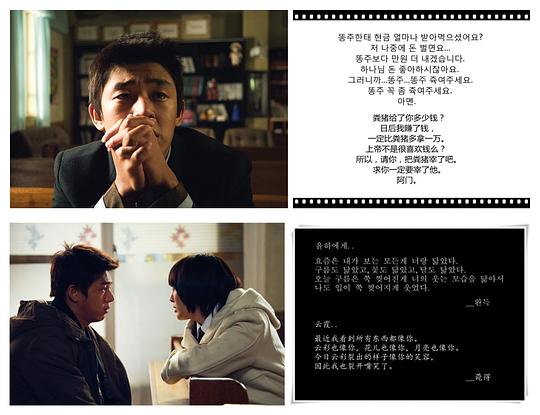 똥주한태 현금 얼마나 받아먹으셨어요?
저 나중에 돈 벌면요...
똥주보다 만원 더 내겠습니다.
하나님 돈 좋아하시잖아요.
그러니까...똥주...똥주 죽여주세요.
똥주 꼭 좀 죽여주세요.
아멘.
粪猪给了你多少钱?
日后我赚了钱,
一定比粪猪多拿一万。
上帝不是很喜欢钱么?
所以,请你,把粪猪宰了吧。
求你一定要宰了他。
阿门。
윤하에게..
요즘은 내가 보는 모든게 너랑 닮았다.
구름도 닮았고,꽃도 닮았고,달도 닮았다.
오늘 구름은 쭉 찢어진게 너의 웃는 모습을 닮아서
나도 입이 쭉 찢어지게 웃었다.
__완득
云霞..
最近我看到所有东西都像你。
云彩也像你, 花儿也像你, 月亮也像你。
今日云彩裂出的样子像你的笑容,
因此我也裂开嘴笑了。
__莞得